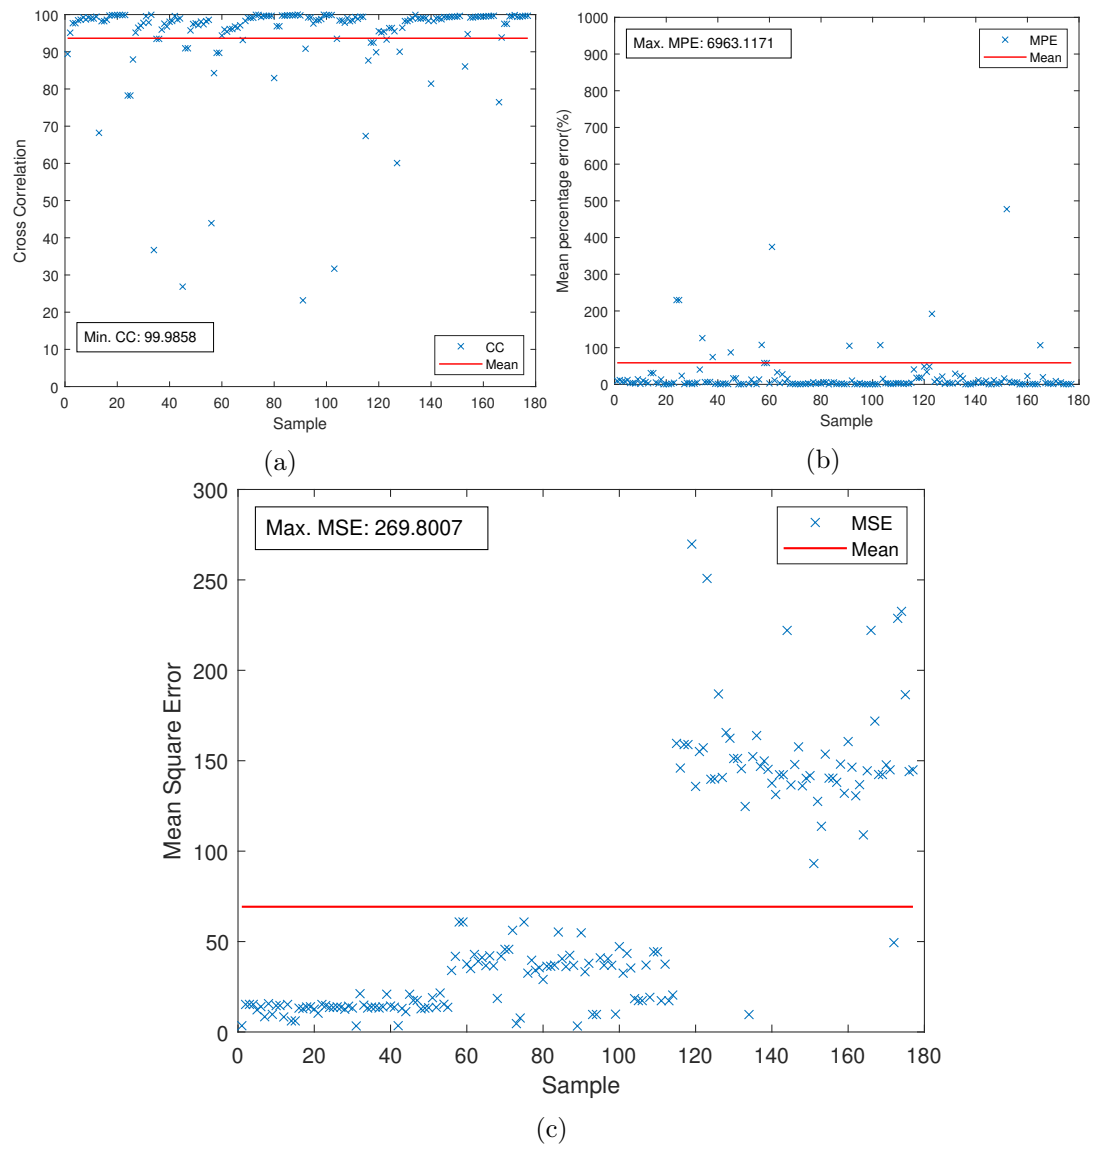 100
90
80
70
60
50
40
30
20
10
0
Cross Correlation
Min. CC: 99.9858
CC
Mean
0 20 40 60 80 100 120 140 160 180
Sample
(a)
1000
900
800
700
600
500
400
300
200
100
0
Mean percentage error(%)
Max. MPE: 6963.1171
MPE
Mean
0 20 40 60 80 100 120 140 160 180
Sample
(b)
300
250
200
150
100
50
0
Mean Square Error
Max. MSE: 269.8007
MSE
Mean
0 20 40 60 80 100 120 140 160 180
Sample
(c)